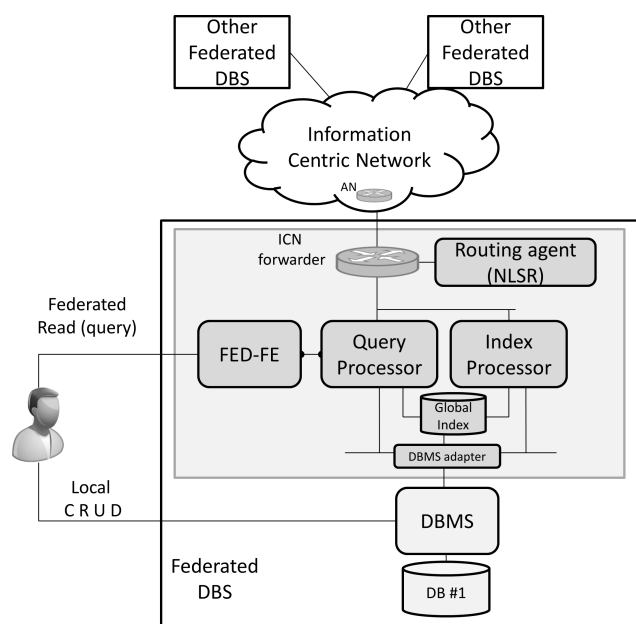 Other
Federated
DBS
Other
Federated
DBS
Information
Centric Network
AN
ICN
forwarder
Routing agent
(NLSR)
Federated
Read (query)
FED-FE
Query
Processor
Index
Processor
Global
Index
DBMS adapter
Local
C R U D
DBMS
Federated
DBS
DB #1